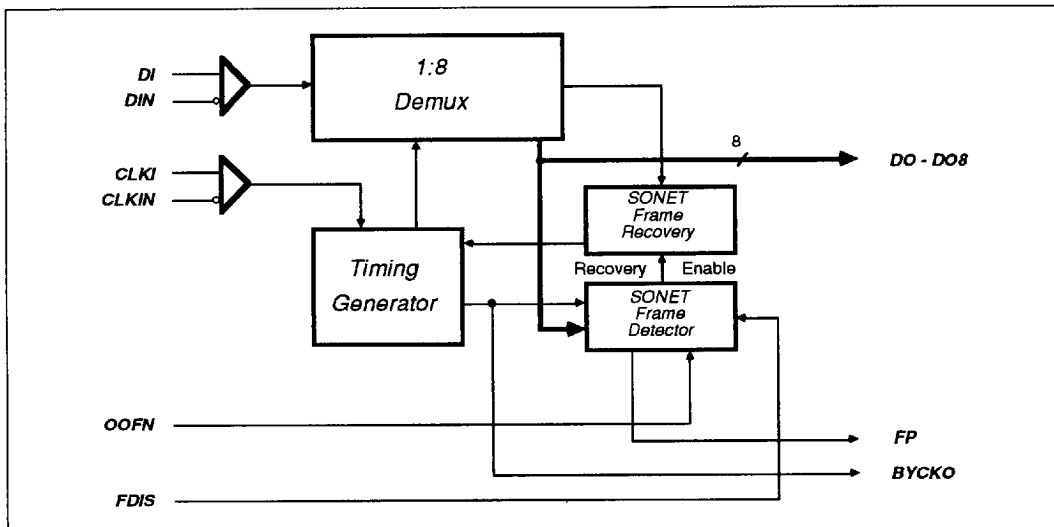 DI
DIN
1:8
Demux
8
DO - DO8
CLKI
CLKIN
SONET
Frame
Recovery
Timing
Generator
Recovery Enable
SONET
Frame
Detector
OOFN
FP
BYCKO
FDIS